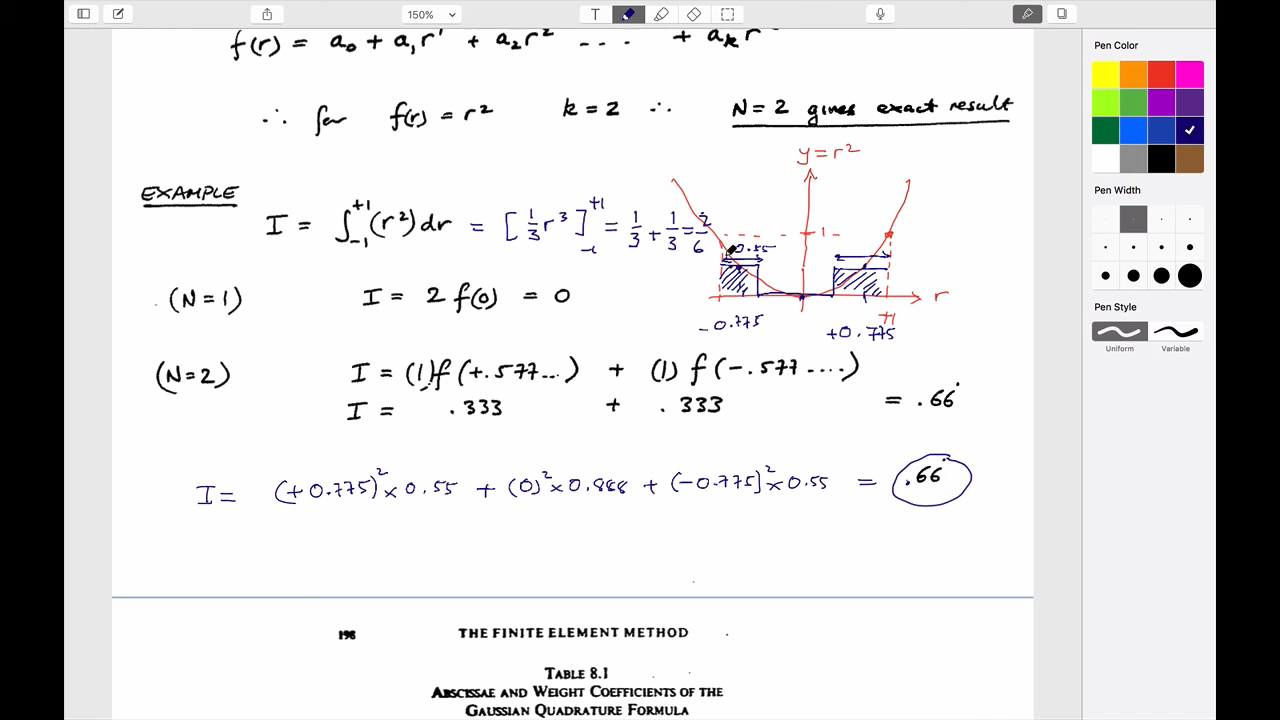 150%
f(r) = a₀ + a₁r¹ + a₂r² .... + aₖr
∴ for f(r) = r² k = 2 ∴ N = 2 gives exact result
y = r²
EXAMPLE
I = ∫₋₁⁺¹ (r²) dr = [1/3 r³]₋₁⁺¹ = 1/3 + 1/3 = 2/6
1
0.55
(N=1) I = 2 f(0) = 0
r
-0.775 +0.775 +1
(N=2) I = (1) f(+.577...) + (1) f(-.577....)
I = .333 + .333 = .66̇
I = (+0.775)² × 0.55 + (0)² × 0.888 + (-0.775)² × 0.55 = .66̇
198 THE FINITE ELEMENT METHOD
TABLE 8.1
ABSCISSAE AND WEIGHT COEFFICIENTS OF THE
GAUSSIAN QUADRATURE FORMULA
Pen Color
Pen Width
Pen Style
Uniform Variable